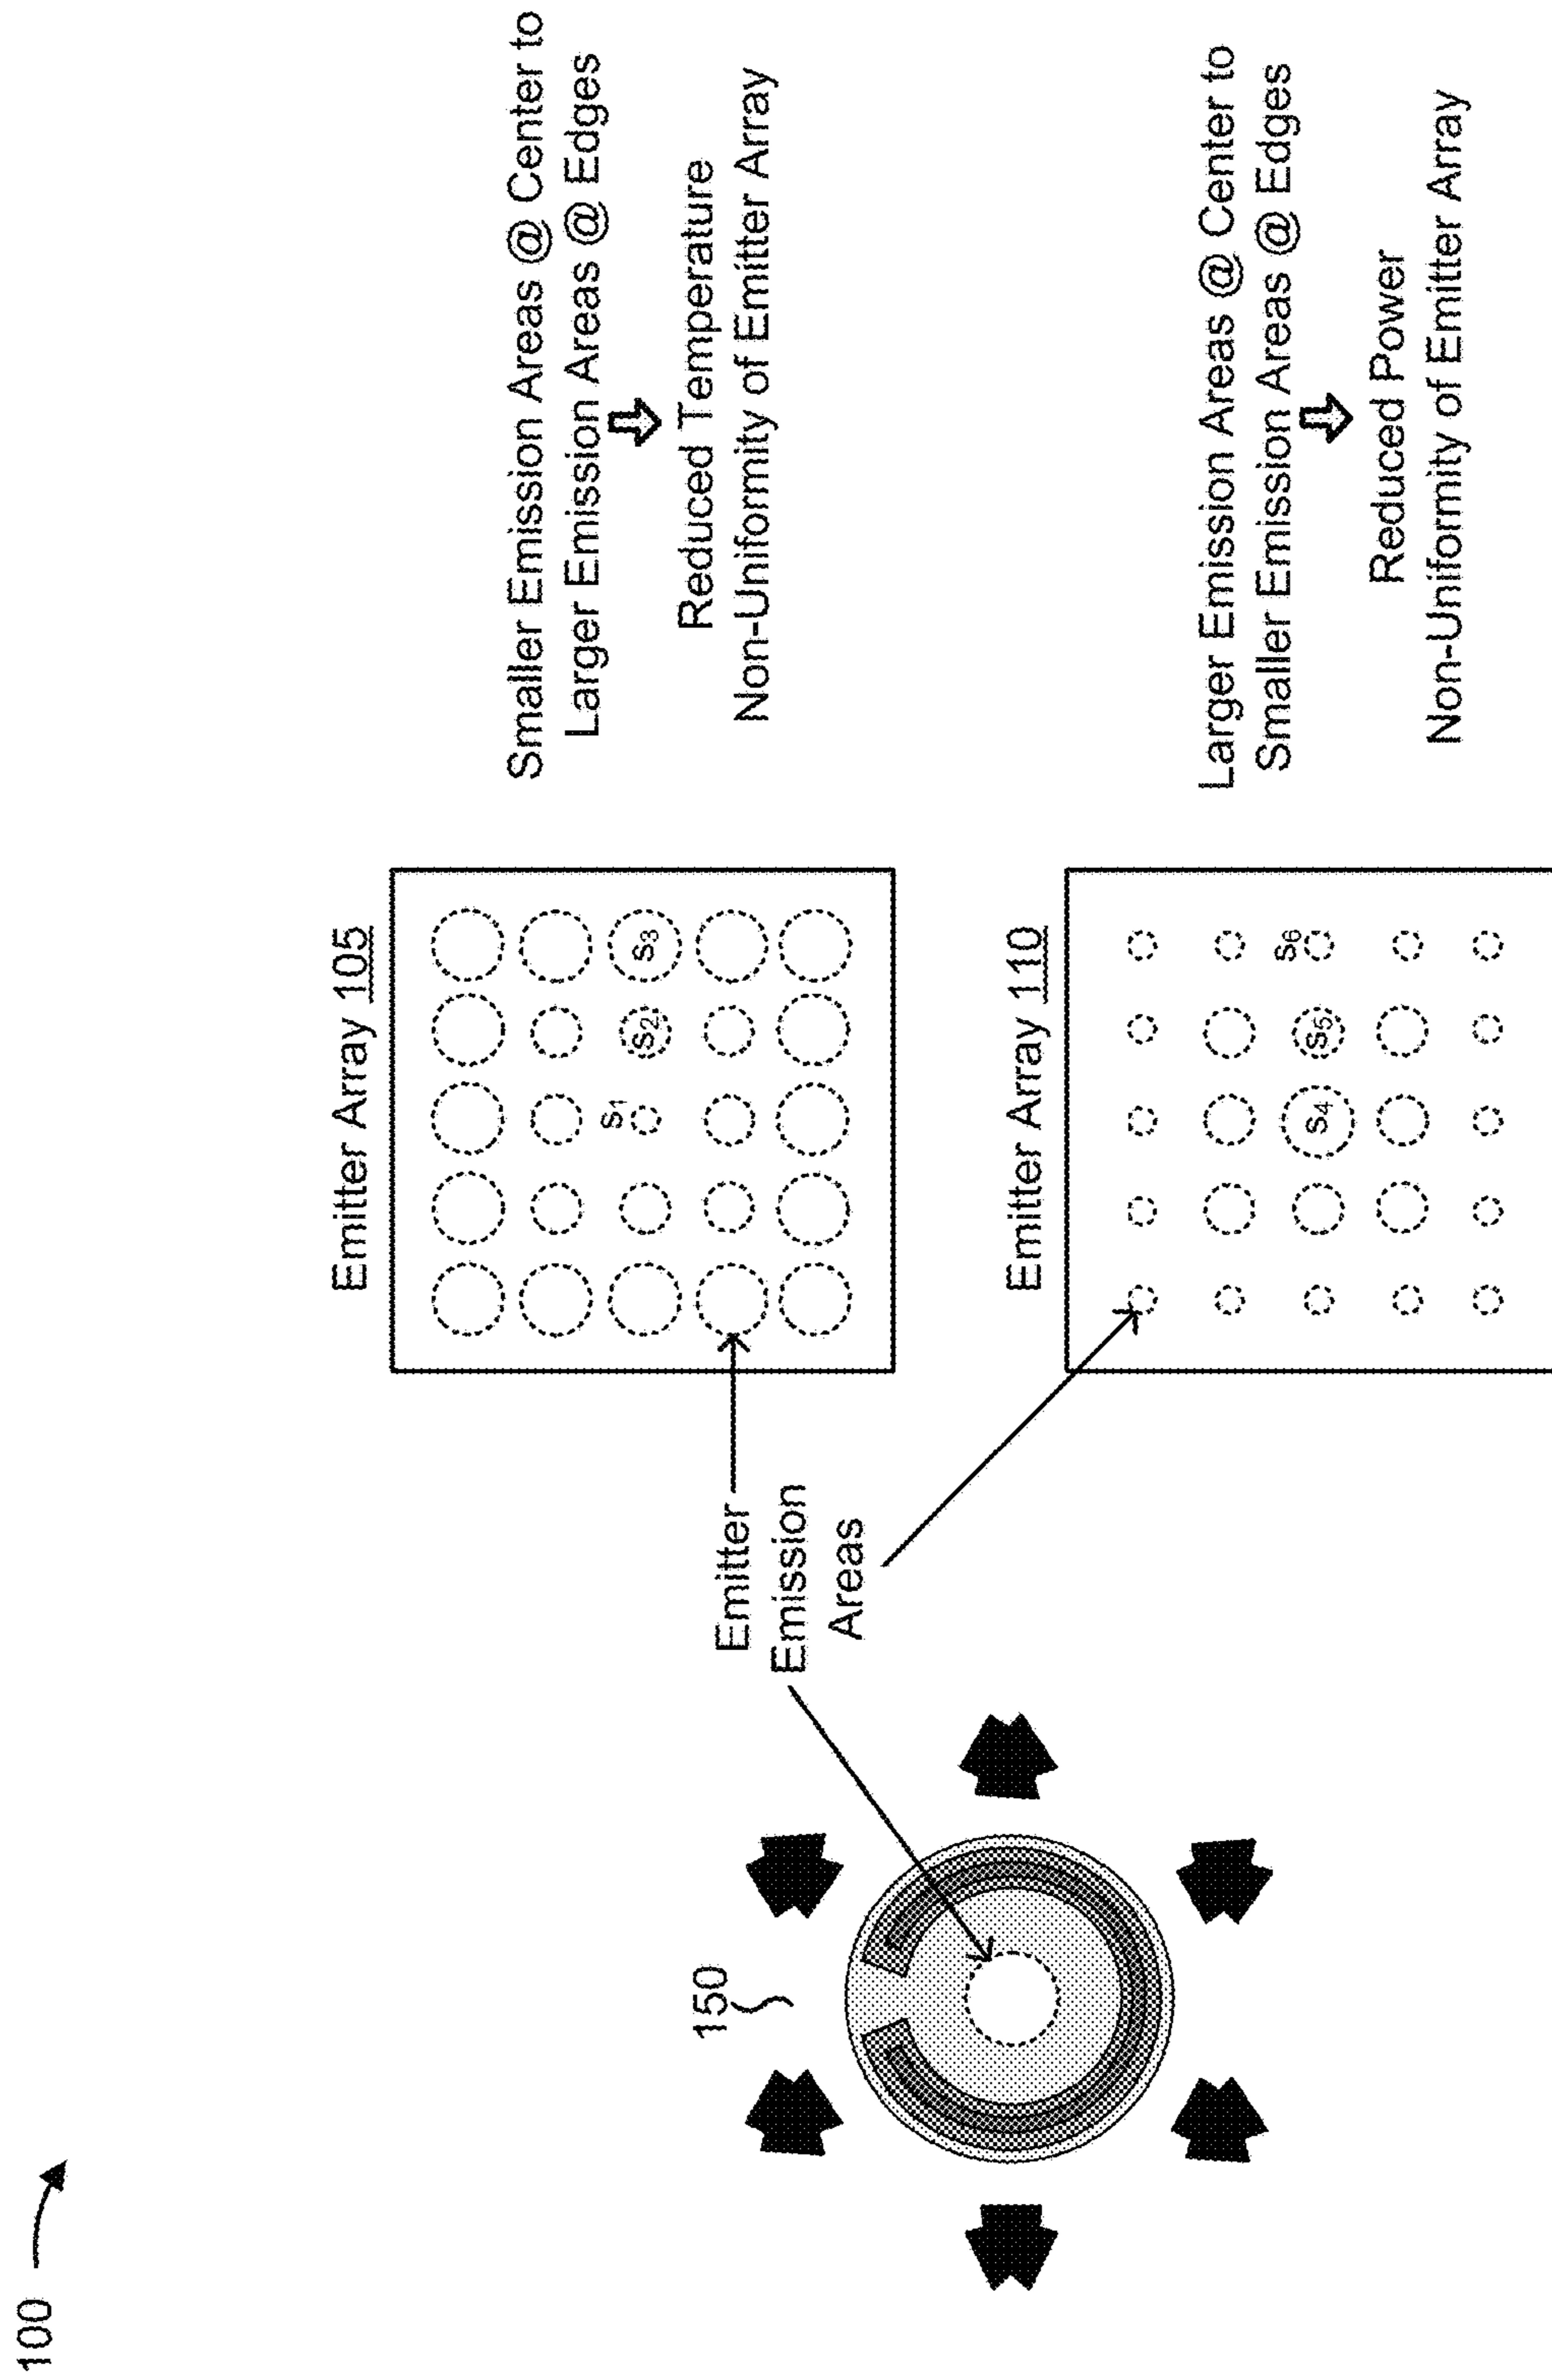 100
150
Emitter
Emission
Areas
Emitter Array 105
S1
S2
S3
Smaller Emission Areas @ Center to
Larger Emission Areas @ Edges
Reduced Temperature
Non-Uniformity of Emitter Array
Emitter Array 110
S4
S5
S6
Larger Emission Areas @ Center to
Smaller Emission Areas @ Edges
Reduced Power
Non-Uniformity of Emitter Array